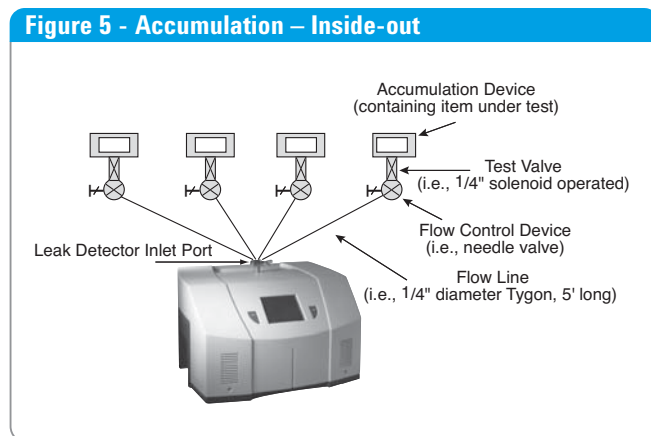 Figure 5 - Accumulation – Inside-out
Accumulation Device
(containing item under test)
Test Valve
(i.e., 1/4" solenoid operated)
Flow Control Device
(i.e., needle valve)
Leak Detector Inlet Port
Flow Line
(i.e., 1/4" diameter Tygon, 5' long)